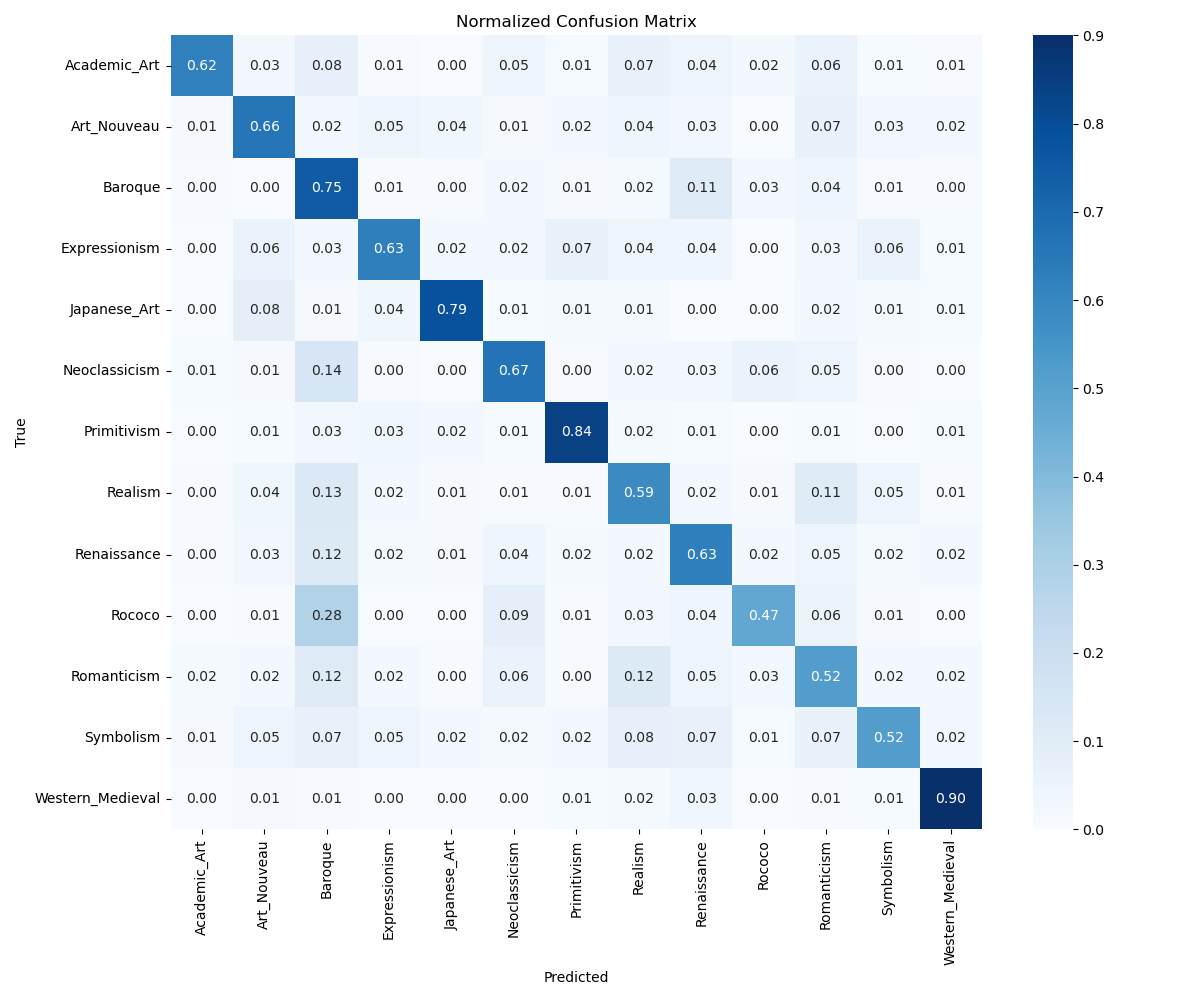 Normalized Confusion Matrix
Academic_Art 0.62 0.03 0.08 0.01 0.00 0.05 0.01 0.07 0.04 0.02 0.06 0.01 0.01
Art_Nouveau 0.01 0.66 0.02 0.05 0.04 0.01 0.02 0.04 0.03 0.00 0.07 0.03 0.02
Baroque 0.00 0.00 0.75 0.01 0.00 0.02 0.01 0.02 0.11 0.03 0.04 0.01 0.00
Expressionism 0.00 0.06 0.03 0.63 0.02 0.02 0.07 0.04 0.04 0.00 0.03 0.06 0.01
Japanese_Art 0.00 0.08 0.01 0.04 0.79 0.01 0.01 0.01 0.00 0.00 0.02 0.01 0.01
Neoclassicism 0.01 0.01 0.14 0.00 0.00 0.67 0.00 0.02 0.03 0.06 0.05 0.00 0.00
Primitivism 0.00 0.01 0.03 0.03 0.02 0.01 0.84 0.02 0.01 0.00 0.01 0.00 0.01
Realism 0.00 0.04 0.13 0.02 0.01 0.01 0.01 0.59 0.02 0.01 0.11 0.05 0.01
Renaissance 0.00 0.03 0.12 0.02 0.01 0.04 0.02 0.02 0.63 0.02 0.05 0.02 0.02
Rococo 0.00 0.01 0.28 0.00 0.00 0.09 0.01 0.03 0.04 0.47 0.06 0.01 0.00
Romanticism 0.02 0.02 0.12 0.02 0.00 0.06 0.00 0.12 0.05 0.03 0.52 0.02 0.02
Symbolism 0.01 0.05 0.07 0.05 0.02 0.02 0.02 0.08 0.07 0.01 0.07 0.52 0.02
Western_Medieval 0.00 0.01 0.01 0.00 0.00 0.00 0.01 0.02 0.03 0.00 0.01 0.01 0.90
True
Academic_Art
Art_Nouveau
Baroque
Expressionism
Japanese_Art
Neoclassicism
Primitivism
Realism
Renaissance
Rococo
Romanticism
Symbolism
Western_Medieval
Predicted
0.9
0.8
0.7
0.6
0.5
0.4
0.3
0.2
0.1
0.0